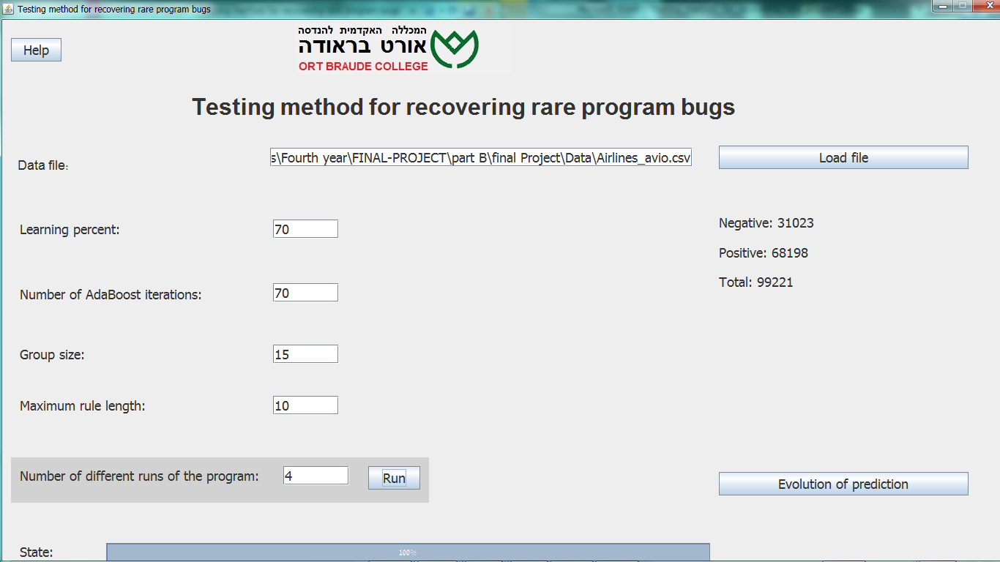 Testing method for recovering rare program bugs
Help
המכללה האקדמית להנדסה
אורט בראודה
ORT BRAUDE COLLEGE
Testing method for recovering rare program bugs
Data file:
s\Fourth year\FINAL-PROJECT\part B\final Project\Data\Airlines_avio.csv
Load file
Learning percent:
70
Negative: 31023
Positive: 68198
Total: 99221
Number of AdaBoost iterations:
70
Group size:
15
Maximum rule length:
10
Number of different runs of the program:
4
Run
Evolution of prediction
State:
100%